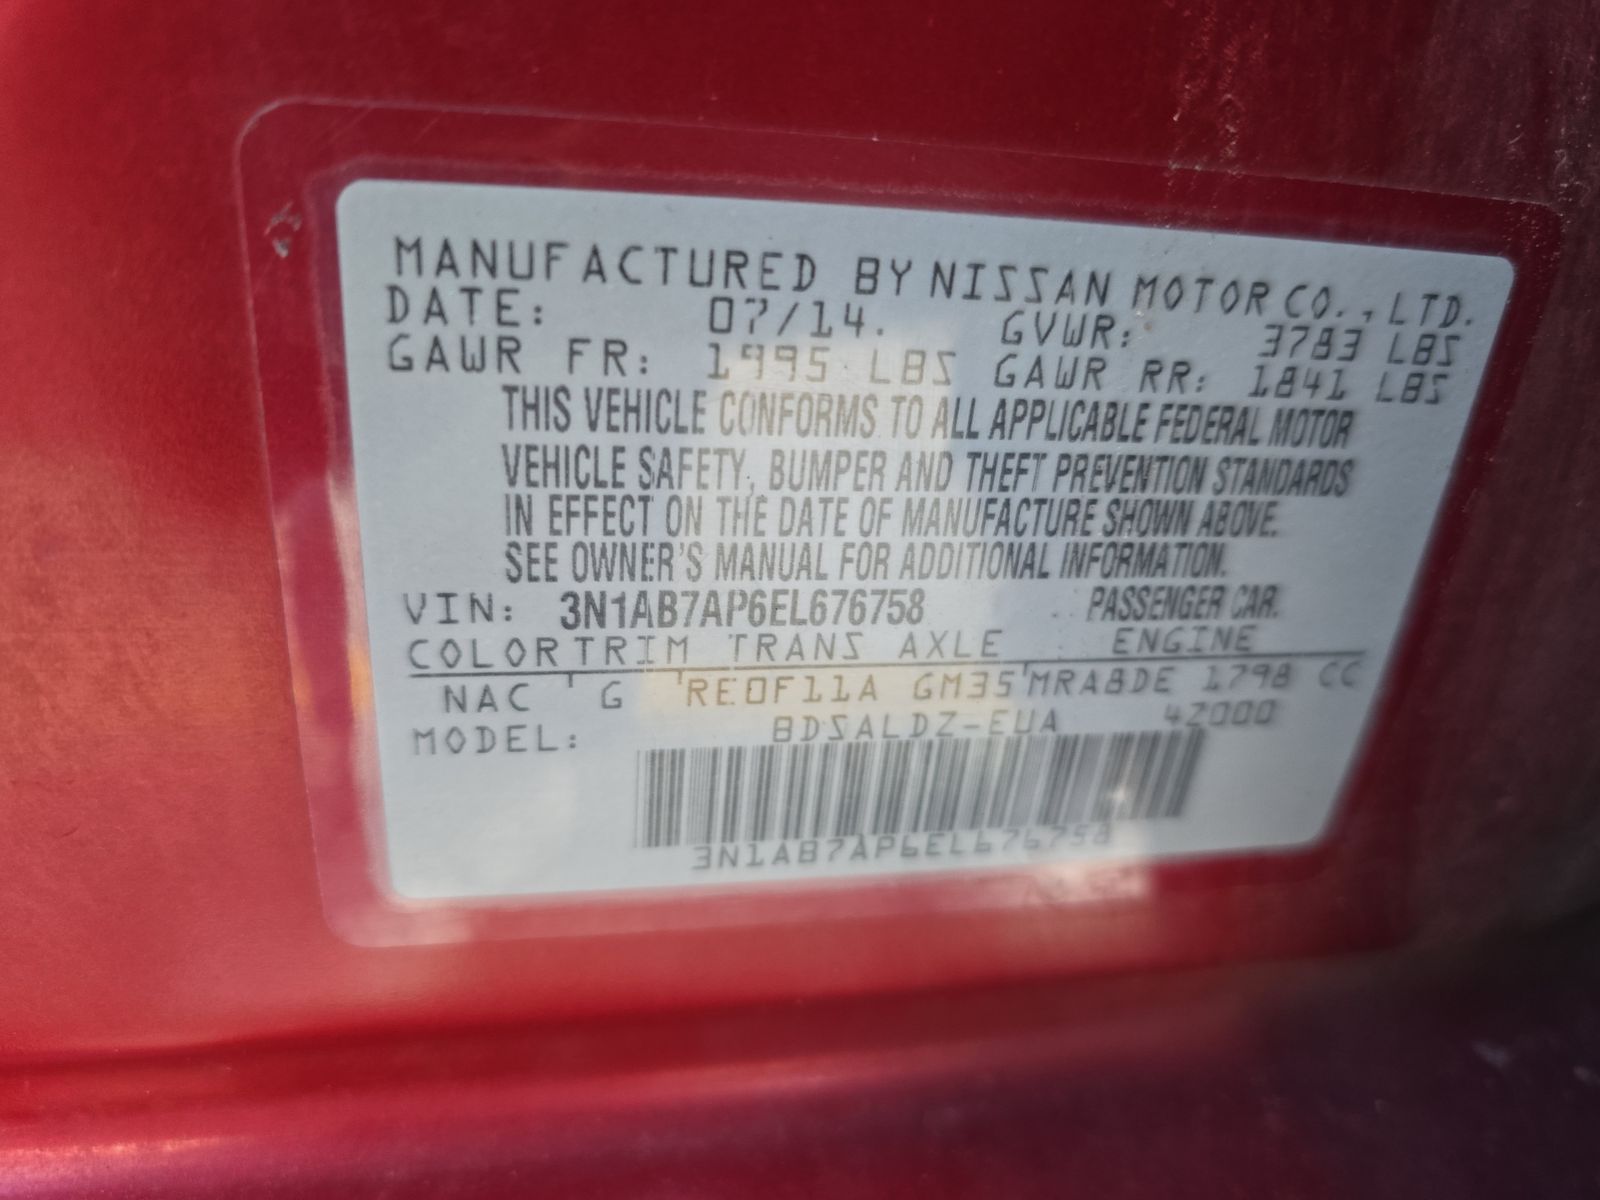 MANUFACTURED BY NISSAN MOTOR CO., LTD.
DATE: 07/14. GVWR: 3783 LBS
GAWR FR: 1995 LBS GAWR RR: 1841 LBS
THIS VEHICLE CONFORMS TO ALL APPLICABLE FEDERAL MOTOR
VEHICLE SAFETY, BUMPER AND THEFT PREVENTION STANDARDS
IN EFFECT ON THE DATE OF MANUFACTURE SHOWN ABOVE.
SEE OWNER'S MANUAL FOR ADDITIONAL INFORMATION.
VIN: 3N1AB7AP6EL676758 PASSENGER CAR.
COLOR TRIM TRANS AXLE ENGINE
NAC G RE0F11A GM35 MRA8DE 1798 CC
MODEL: BDSALDZ-EUA 4Z000
3N1AB7AP6EL676758